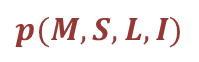 p(M, S, L, I)